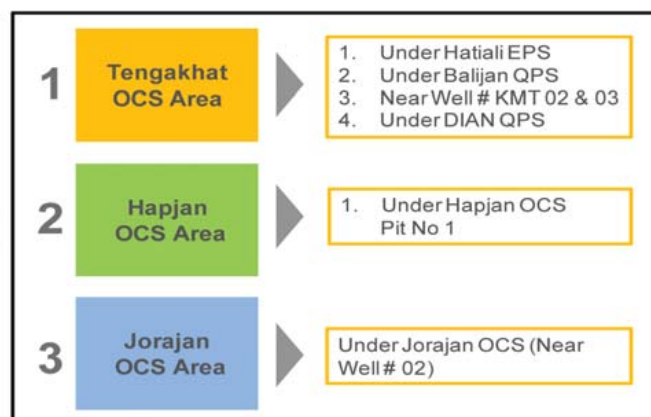 1
Tengakhat
OCS Area
1. Under Hatiali EPS
2. Under Balijan QPS
3. Near Well # KMT 02 & 03
4. Under DIAN QPS
2
Hapjan
OCS Area
1. Under Hapjan OCS
Pit No 1
3
Jorajan
OCS Area
Under Jorajan OCS (Near
Well # 02)